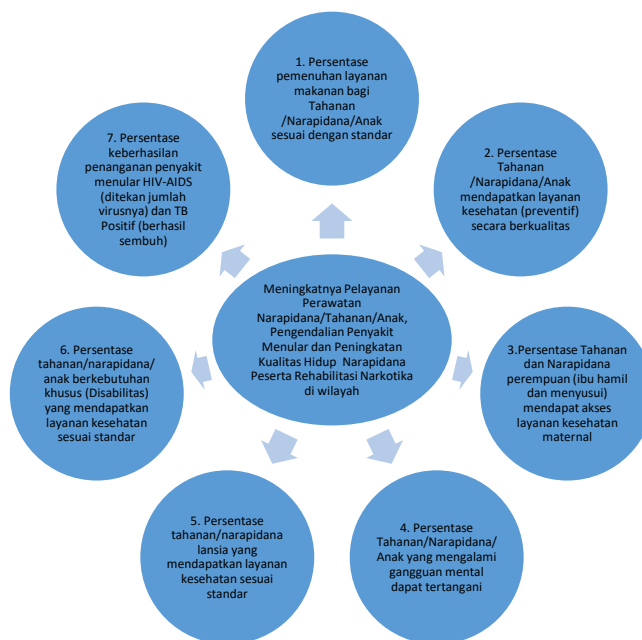 1. Persentase
pemenuhan layanan
makanan bagi
Tahanan
/Narapidana/Anak
sesuai dengan standar
2. Persentase
Tahanan
/Narapidana/Anak
mendapatkan layanan
kesehatan (preventif)
secara berkualitas
3.Persentase Tahanan
dan Narapidana
perempuan (ibu hamil
dan menyusui)
mendapat akses
layanan kesehatan
maternal
4. Persentase
Tahanan/Narapidana/
Anak yang mengalami
gangguan mental
dapat tertangani
5. Persentase
tahanan/narapidana
lansia yang
mendapatkan layanan
kesehatan sesuai
standar
6. Persentase
tahanan/narapidana/
anak berkebutuhan
khusus (Disabilitas)
yang mendapatkan
layanan kesehatan
sesuai standar
7. Persentase
keberhasilan
penanganan penyakit
menular HIV-AIDS
(ditekan jumlah
virusnya) dan TB
Positif (berhasil
sembuh)
Meningkatnya Pelayanan
Perawatan
Narapidana/Tahanan/Anak,
Pengendalian Penyakit
Menular dan Peningkatan
Kualitas Hidup Narapidana
Peserta Rehabilitasi Narkotika
di wilayah